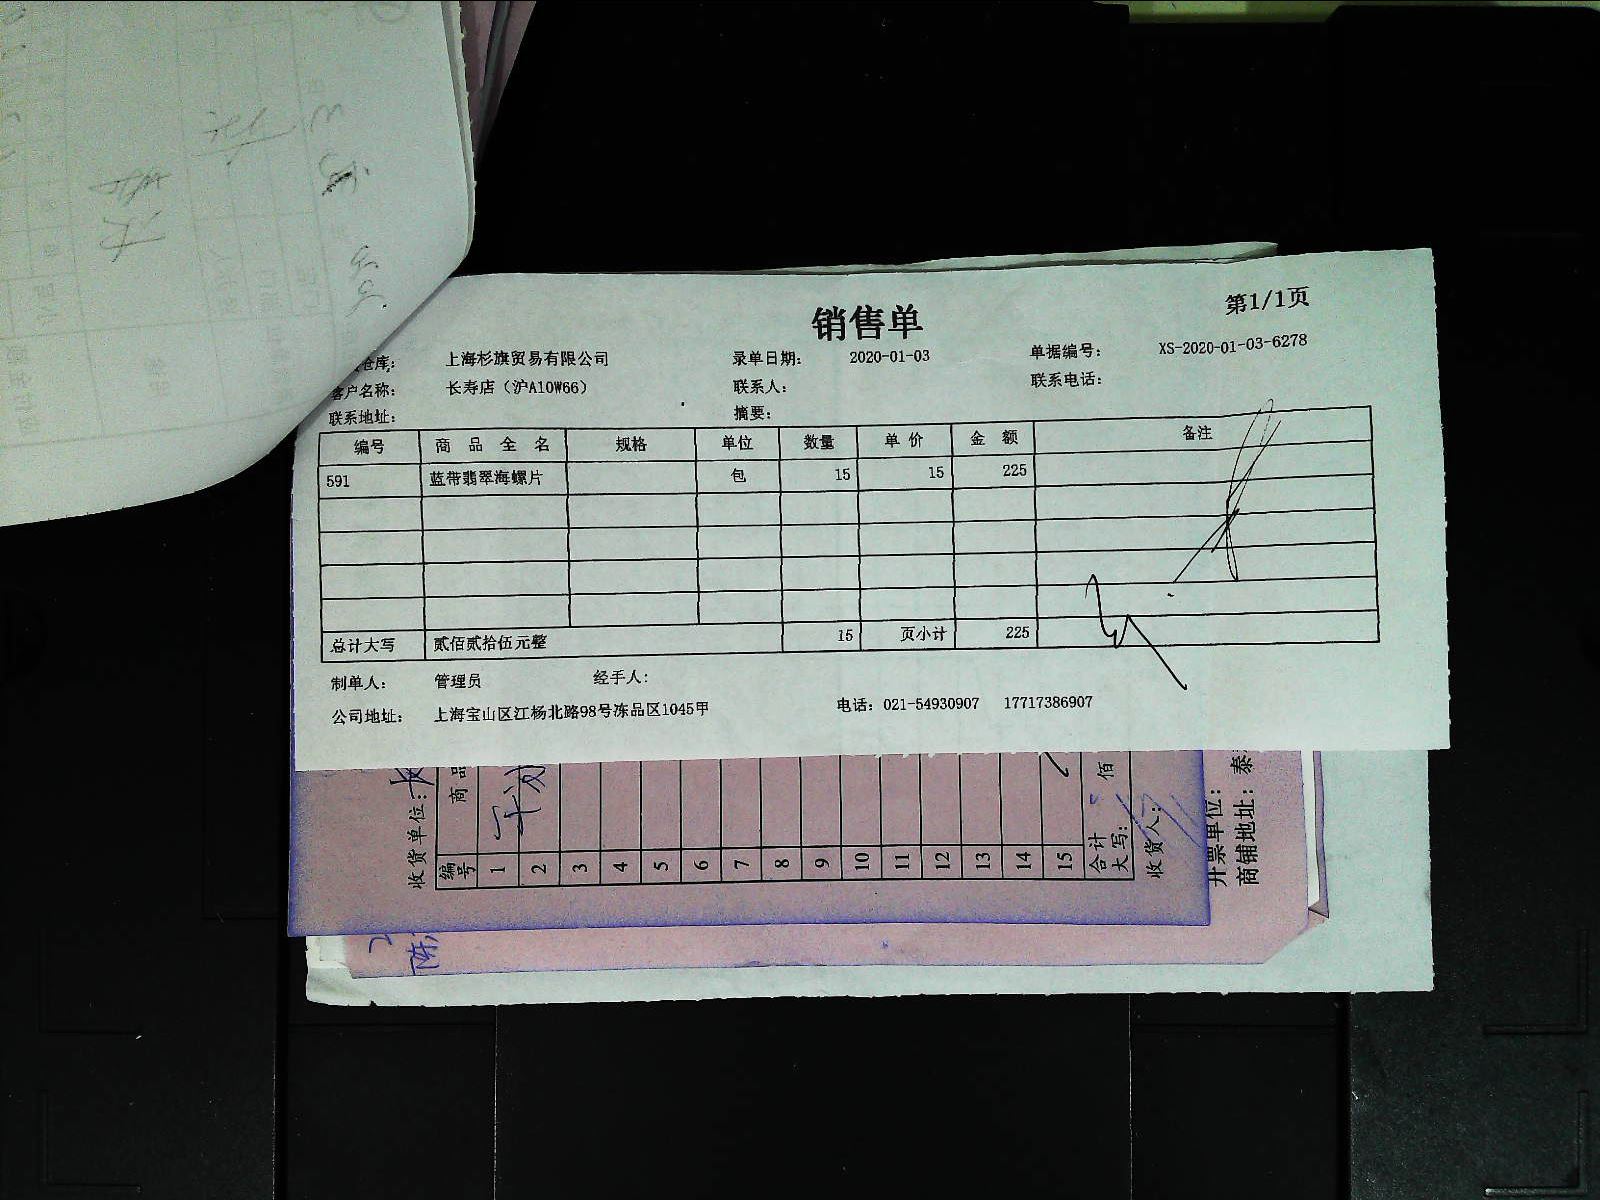 销售单
第1/1页
仓库: 上海杉旗贸易有限公司 录单日期: 2020-01-03 单据编号: XS-2020-01-03-6278
客户名称: 长寿店（沪A10W66） 联系人: 联系电话:
联系地址: 摘要:
编号 商品全名 规格 单位 数量 单价 金额 备注
591 蓝带翡翠海螺片 包 15 15 225
总计大写 贰佰贰拾伍元整 15 页小计 225
制单人: 管理员 经手人:
公司地址: 上海宝山区江杨北路98号冻品区1045甲 电话: 021-54930907 17717386907
收货单位:
编号 商品
1
2
3
4
5
6
7
8
9
10
11
12
13
14
15
合计大写: 佰
收货人:
开票单位:
商铺地址: 泰